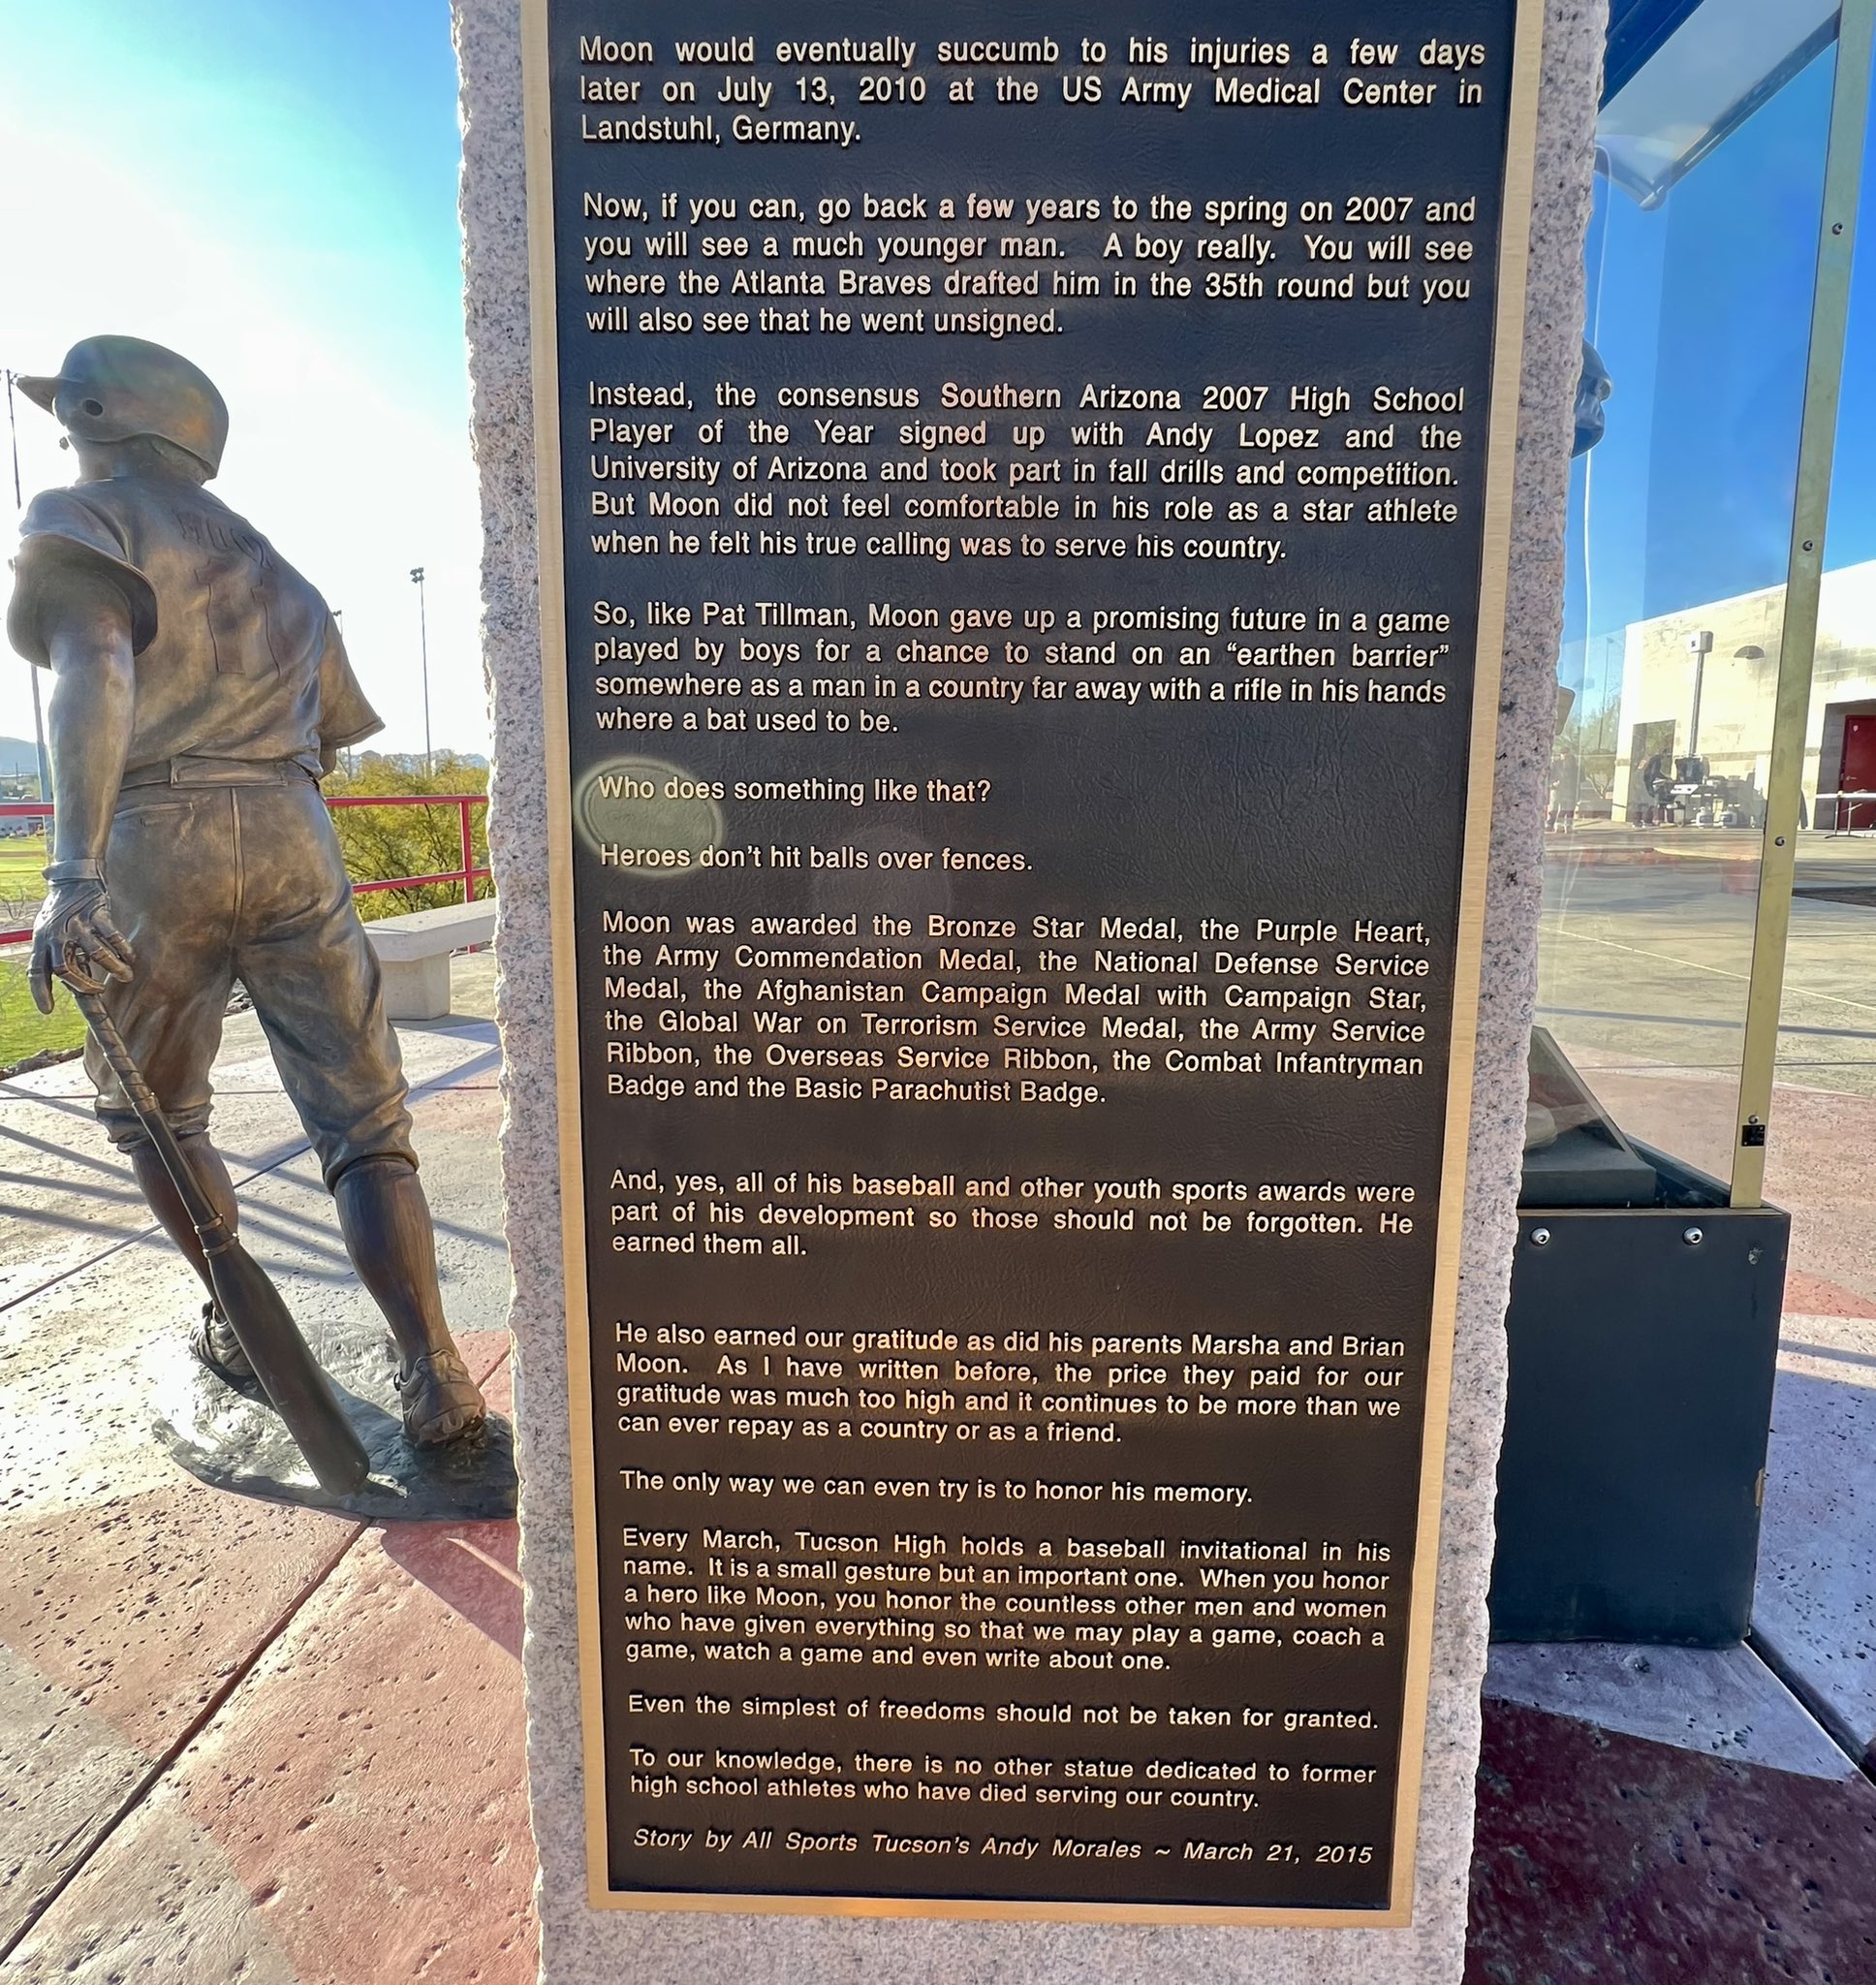 Moon would eventually succumb to his injuries a few days
later on July 13, 2010 at the US Army Medical Center in
Landstuhl, Germany.
Now, if you can, go back a few years to the spring on 2007 and
you will see a much younger man. A boy really. You will see
where the Atlanta Braves drafted him in the 35th round but you
will also see that he went unsigned.
Instead, the consensus Southern Arizona 2007 High School
Player of the Year signed up with Andy Lopez and the
University of Arizona and took part in fall drills and competition.
But Moon did not feel comfortable in his role as a star athlete
when he felt his true calling was to serve his country.
So, like Pat Tillman, Moon gave up a promising future in a game
played by boys for a chance to stand on an “earthen barrier”
somewhere as a man in a country far away with a rifle in his hands
where a bat used to be.
Who does something like that?
Heroes don’t hit balls over fences.
Moon was awarded the Bronze Star Medal, the Purple Heart,
the Army Commendation Medal, the National Defense Service
Medal, the Afghanistan Campaign Medal with Campaign Star,
the Global War on Terrorism Service Medal, the Army Service
Ribbon, the Overseas Service Ribbon, the Combat Infantryman
Badge and the Basic Parachutist Badge.
And, yes, all of his baseball and other youth sports awards were
part of his development so those should not be forgotten. He
earned them all.
He also earned our gratitude as did his parents Marsha and Brian
Moon. As I have written before, the price they paid for our
gratitude was much too high and it continues to be more than we
can ever repay as a country or as a friend.
The only way we can even try is to honor his memory.
Every March, Tucson High holds a baseball invitational in his
name. It is a small gesture but an important one. When you honor
a hero like Moon, you honor the countless other men and women
who have given everything so that we may play a game, coach a
game, watch a game and even write about one.
Even the simplest of freedoms should not be taken for granted.
To our knowledge, there is no other statue dedicated to former
high school athletes who have died serving our country.
Story by All Sports Tucson’s Andy Morales ~ March 21, 2015